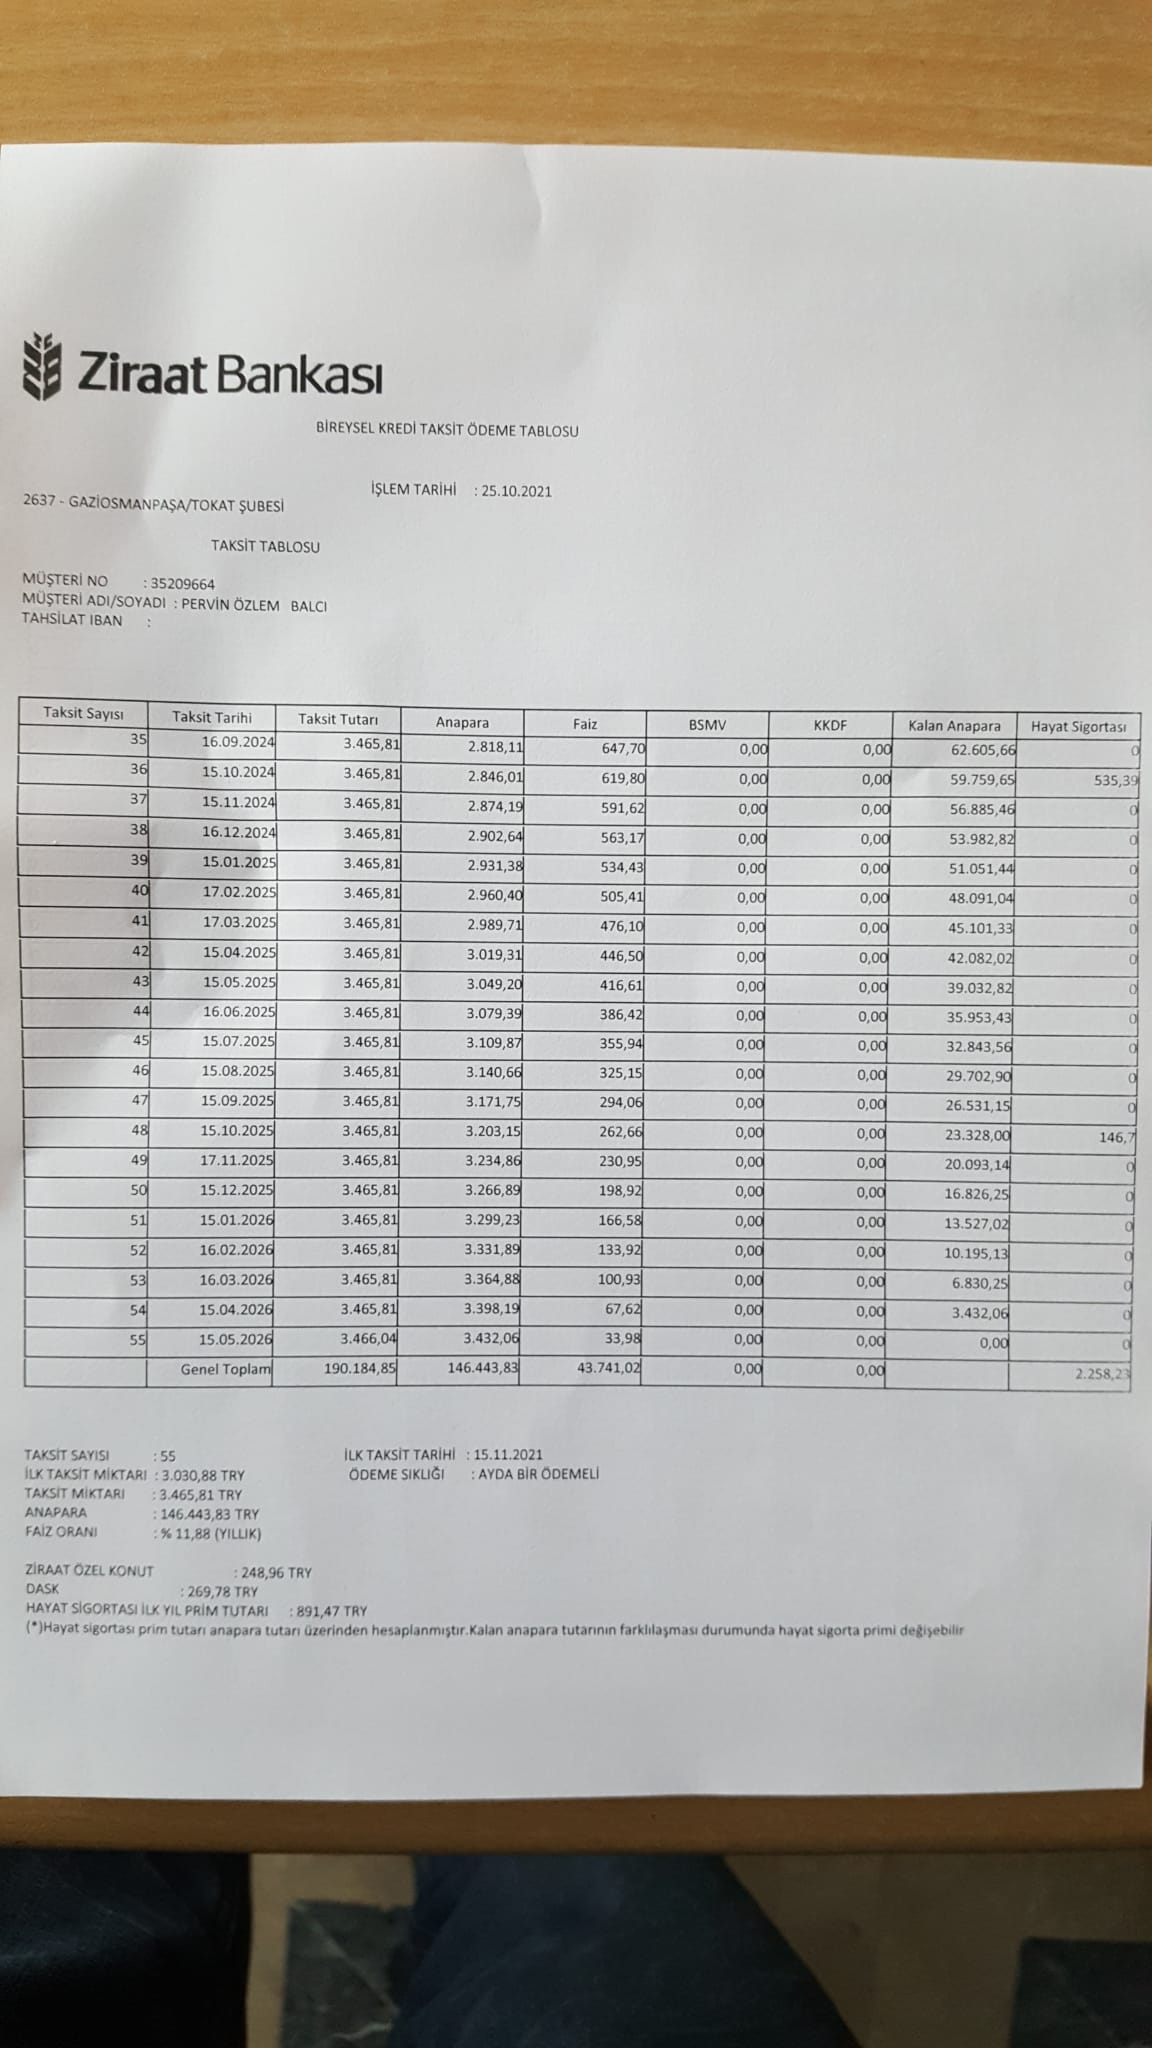 Ziraat Bankası
BİREYSEL KREDİ TAKSİT ÖDEME TABLOSU
İŞLEM TARİHİ : 25.10.2021
2637 - GAZİOSMANPAŞA/TOKAT ŞUBESİ
TAKSİT TABLOSU
MÜŞTERİ NO : 35209664
MÜŞTERİ ADI/SOYADI : PERVİN ÖZLEM BALCI
TAHSİLAT IBAN :
Taksit Sayısı Taksit Tarihi Taksit Tutarı Anapara Faiz BSMV KKDF Kalan Anapara Hayat Sigortası
35 16.09.2024 3.465,81 2.818,11 647,70 0,00 0,00 62.605,66 0
36 15.10.2024 3.465,81 2.846,01 619,80 0,00 0,00 59.759,65 535,39
37 15.11.2024 3.465,81 2.874,19 591,62 0,00 0,00 56.885,46 0
38 16.12.2024 3.465,81 2.902,64 563,17 0,00 0,00 53.982,82 0
39 15.01.2025 3.465,81 2.931,38 534,43 0,00 0,00 51.051,44 0
40 17.02.2025 3.465,81 2.960,40 505,41 0,00 0,00 48.091,04 0
41 17.03.2025 3.465,81 2.989,71 476,10 0,00 0,00 45.101,33 0
42 15.04.2025 3.465,81 3.019,31 446,50 0,00 0,00 42.082,02 0
43 15.05.2025 3.465,81 3.049,20 416,61 0,00 0,00 39.032,82 0
44 16.06.2025 3.465,81 3.079,39 386,42 0,00 0,00 35.953,43 0
45 15.07.2025 3.465,81 3.109,87 355,94 0,00 0,00 32.843,56 0
46 15.08.2025 3.465,81 3.140,66 325,15 0,00 0,00 29.702,90 0
47 15.09.2025 3.465,81 3.171,75 294,06 0,00 0,00 26.531,15 0
48 15.10.2025 3.465,81 3.203,15 262,66 0,00 0,00 23.328,00 146,7
49 17.11.2025 3.465,81 3.234,86 230,95 0,00 0,00 20.093,14 0
50 15.12.2025 3.465,81 3.266,89 198,92 0,00 0,00 16.826,25 0
51 15.01.2026 3.465,81 3.299,23 166,58 0,00 0,00 13.527,02 0
52 16.02.2026 3.465,81 3.331,89 133,92 0,00 0,00 10.195,13 0
53 16.03.2026 3.465,81 3.364,88 100,93 0,00 0,00 6.830,25 0
54 15.04.2026 3.465,81 3.398,19 67,62 0,00 0,00 3.432,06 0
55 15.05.2026 3.466,04 3.432,06 33,98 0,00 0,00 0,00 0
Genel Toplam 190.184,85 146.443,83 43.741,02 0,00 0,00 2.258,23
TAKSİT SAYISI : 55 İLK TAKSİT TARİHİ : 15.11.2021
İLK TAKSİT MİKTARI : 3.030,88 TRY ÖDEME SIKLIĞI : AYDA BİR ÖDEMELİ
TAKSİT MİKTARI : 3.465,81 TRY
ANAPARA : 146.443,83 TRY
FAİZ ORANI : % 11,88 (YILLIK)
ZİRAAT ÖZEL KONUT : 248,96 TRY
DASK : 269,78 TRY
HAYAT SİGORTASI İLK YIL PRİM TUTARI : 891,47 TRY
(*)Hayat sigortası prim tutarı anapara tutarı üzerinden hesaplanmıştır.Kalan anapara tutarının farklılaşması durumunda hayat sigorta primi değişebilir